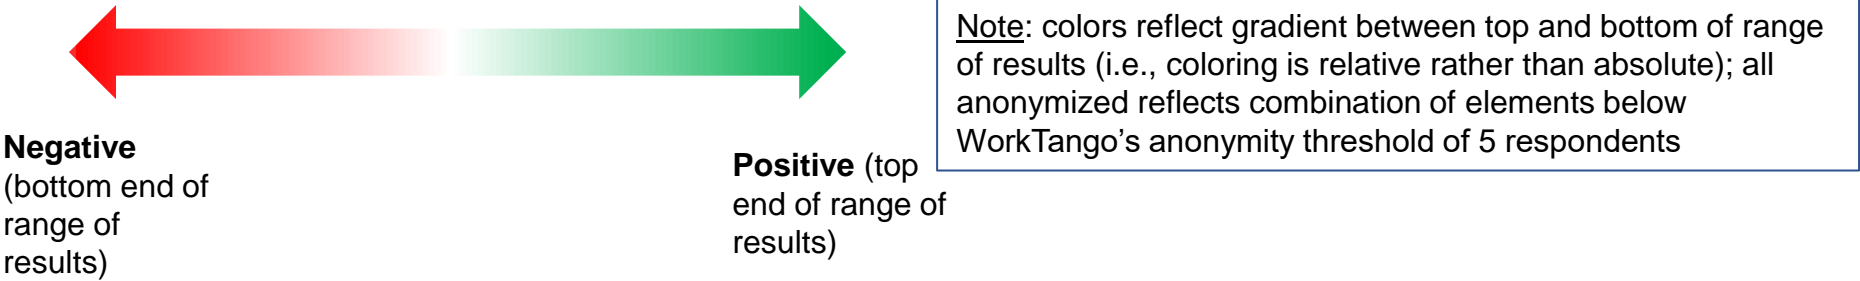 Note: colors reflect gradient between top and bottom of range
of results (i.e., coloring is relative rather than absolute); all
anonymized reflects combination of elements below
WorkTango’s anonymity threshold of 5 respondents
Negative
(bottom end of
range of
results)
Positive (top
end of range of
results)